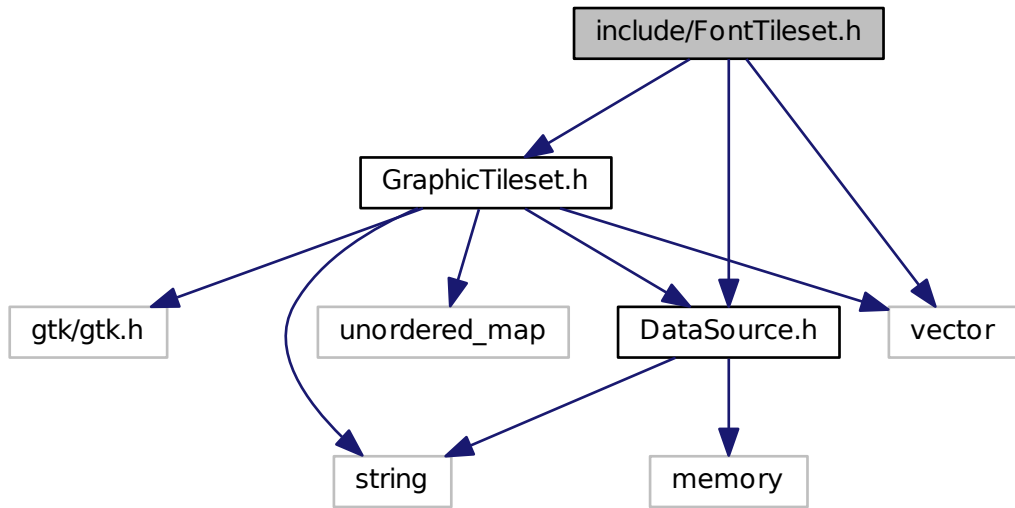 include/FontTileset.h
GraphicTileset.h
gtk/gtk.h
unordered_map
DataSource.h
vector
string
memory